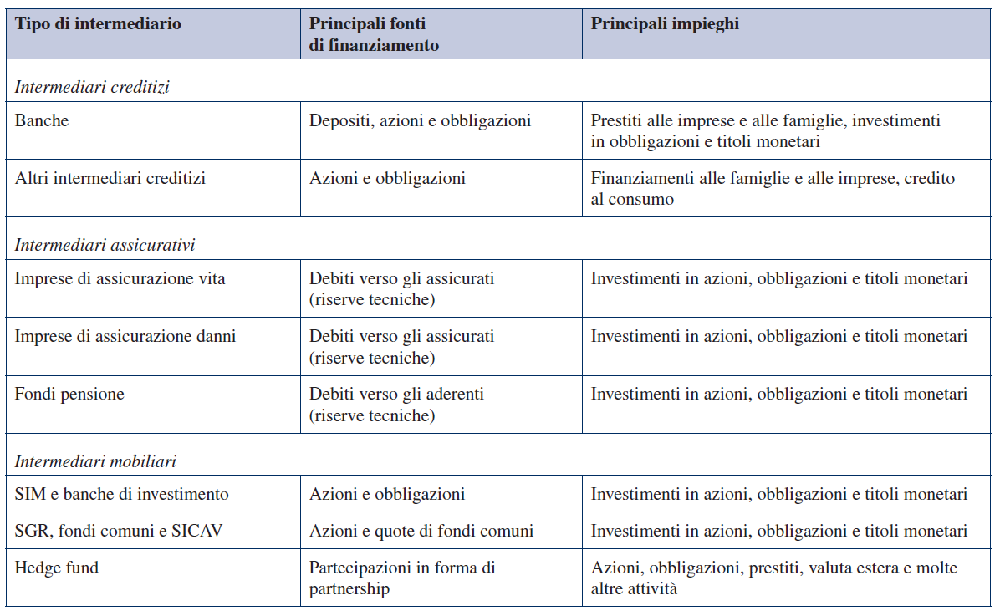 Tipo di intermediario
Principali fonti
di finanziamento
Principali impieghi
Intermediari creditizi
Banche
Depositi, azioni e obbligazioni
Prestiti alle imprese e alle famiglie, investimenti
in obbligazioni e titoli monetari
Altri intermediari creditizi
Azioni e obbligazioni
Finanziamenti alle famiglie e alle imprese, credito
al consumo
Intermediari assicurativi
Imprese di assicurazione vita
Debiti verso gli assicurati
(riserve tecniche)
Investimenti in azioni, obbligazioni e titoli monetari
Imprese di assicurazione danni
Debiti verso gli assicurati
(riserve tecniche)
Investimenti in azioni, obbligazioni e titoli monetari
Fondi pensione
Debiti verso gli aderenti
(riserve tecniche)
Investimenti in azioni, obbligazioni e titoli monetari
Intermediari mobiliari
SIM e banche di investimento
Azioni e obbligazioni
Investimenti in azioni, obbligazioni e titoli monetari
SGR, fondi comuni e SICAV
Azioni e quote di fondi comuni
Investimenti in azioni, obbligazioni e titoli monetari
Hedge fund
Partecipazioni in forma di
partnership
Azioni, obbligazioni, prestiti, valuta estera e molte
altre attività